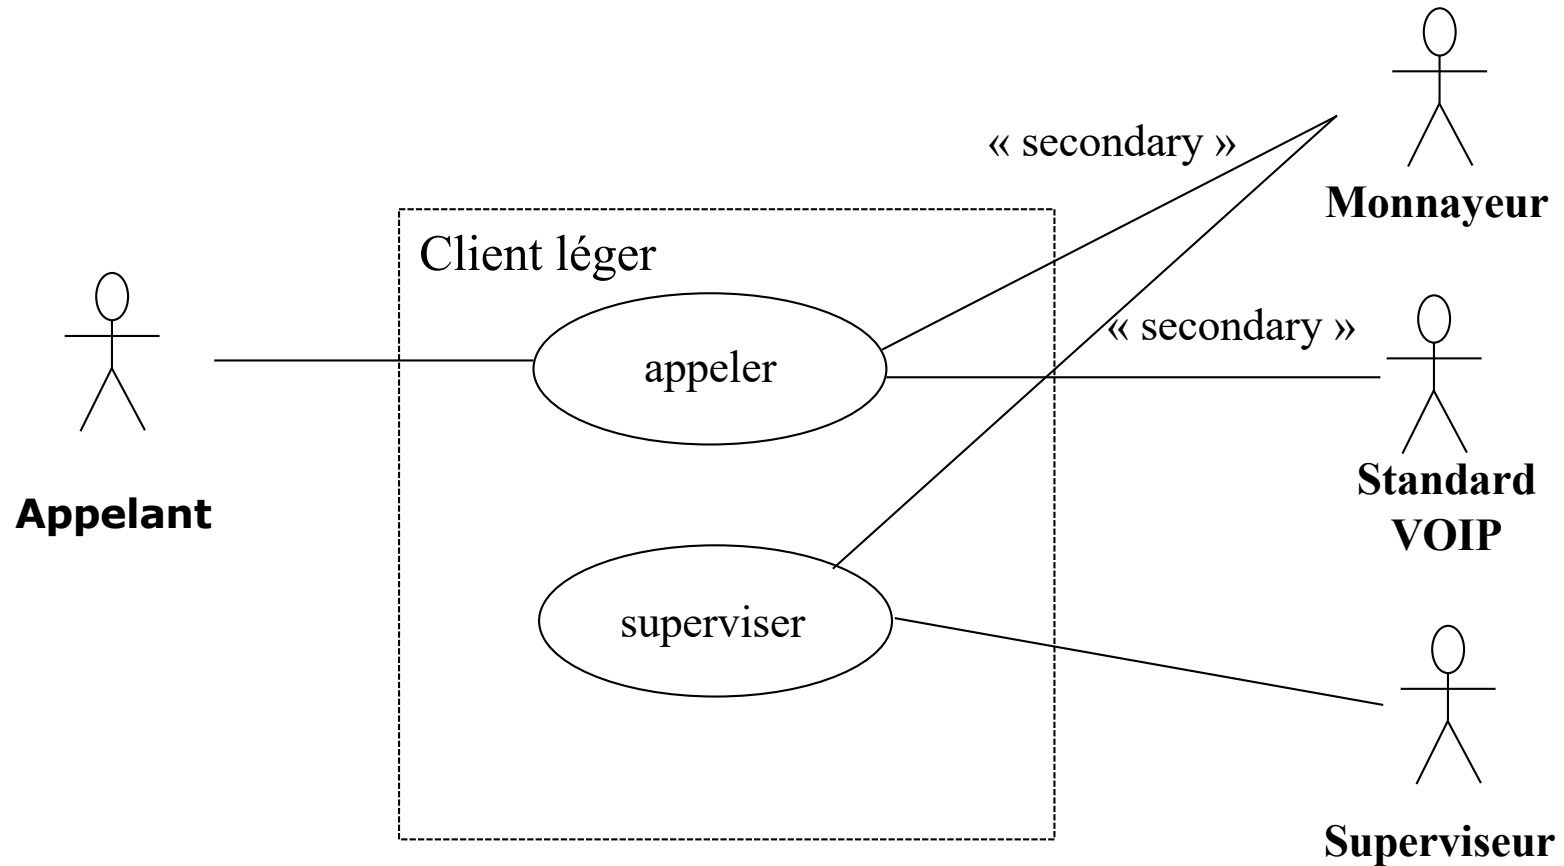 « secondary »
Monnayeur
Client léger
« secondary »
appeler
Appelant
Standard
VOIP
superviser
Superviseur